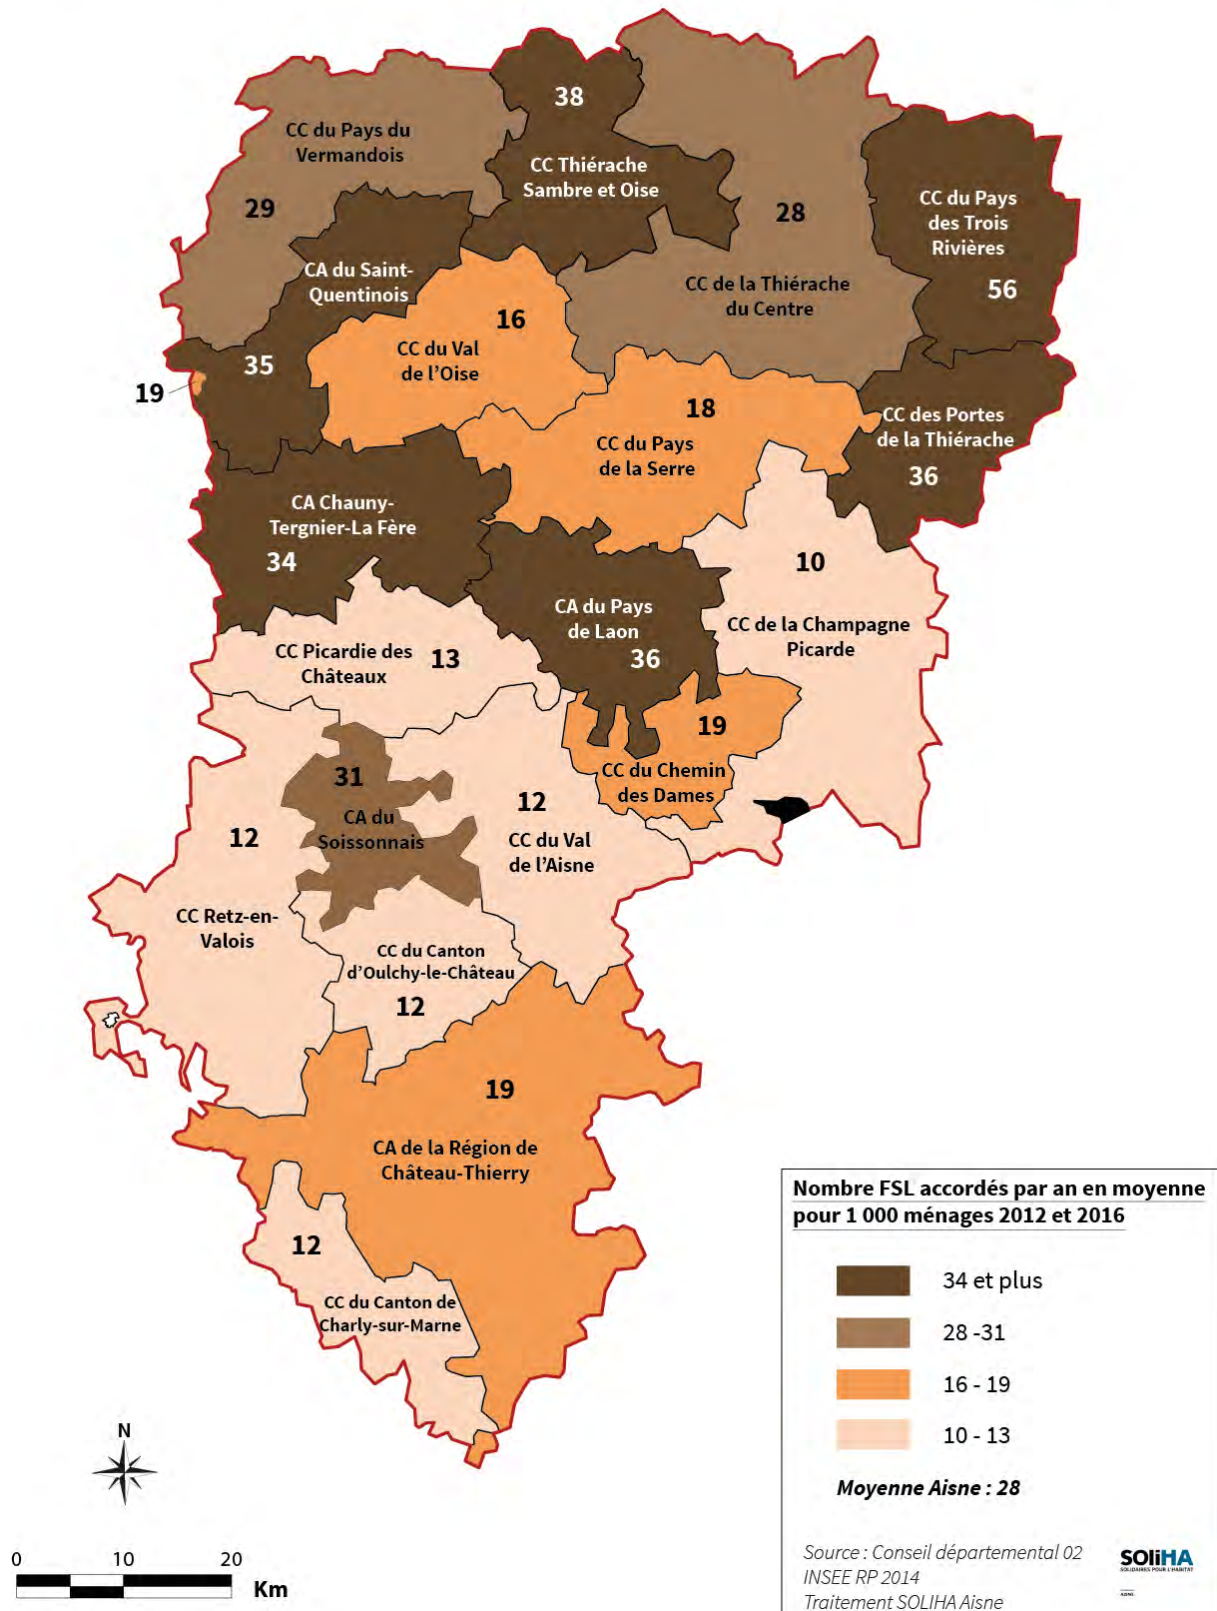 38
CC du Pays du
Vermandois
29
CC Thiérache
Sambre et Oise
28
CC du Pays
des Trois
Rivières
56
CA du Saint-
Quentinois
35
19
CC de la Thiérache
du Centre
16
CC du Val
de l'Oise
18
CC du Pays
de la Serre
CC des Portes
de la Thiérache
36
CA Chauny-
Tergnier-La Fère
34
10
CC de la Champagne
Picarde
CA du Pays
de Laon
36
CC Picardie des
Châteaux
13
19
CC du Chemin
des Dames
31
CA du
Soissonnais
12
CC du Val
de l'Aisne
12
CC Retz-en-
Valois
CC du Canton
d'Oulchy-le-Château
12
19
CA de la Région de
Château-Thierry
12
CC du Canton de
Charly-sur-Marne
Nombre FSL accordés par an en moyenne
pour 1 000 ménages 2012 et 2016
34 et plus
28 -31
16 - 19
10 - 13
Moyenne Aisne : 28
Source : Conseil départemental 02
INSEE RP 2014
Traitement SOLIHA Aisne
SOLiHA
SOLIDAIRES POUR L'HABITAT
AISNE
N
0 10 20
Km